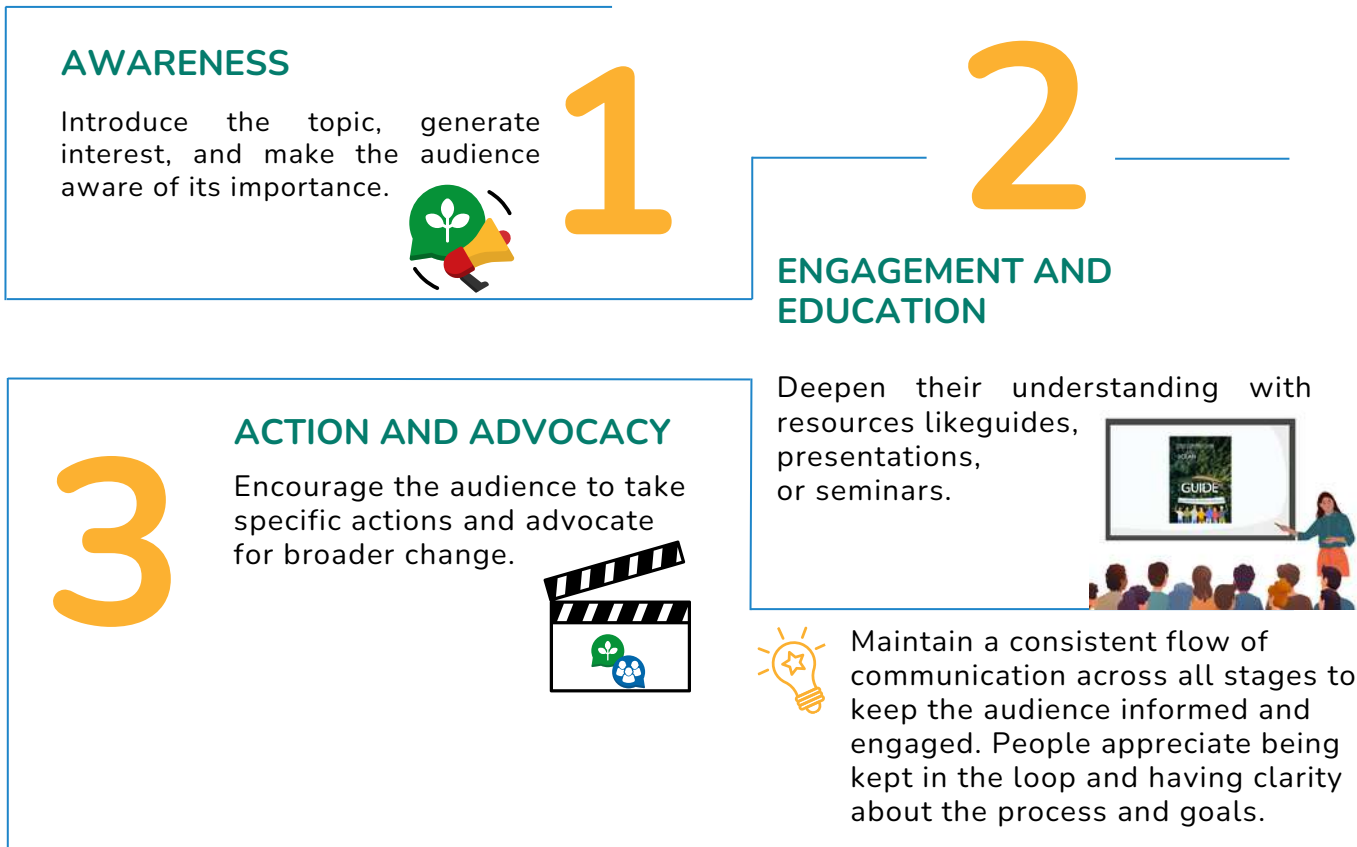 AWARENESS
Introduce the topic, generate
interest, and make the audience
aware of its importance.
1
2
ENGAGEMENT AND
EDUCATION
Deepen their understanding with
resources likeguides,
presentations,
or seminars.
GUIDE
3
ACTION AND ADVOCACY
Encourage the audience to take
specific actions and advocate
for broader change.
Maintain a consistent flow of
communication across all stages to
keep the audience informed and
engaged. People appreciate being
kept in the loop and having clarity
about the process and goals.